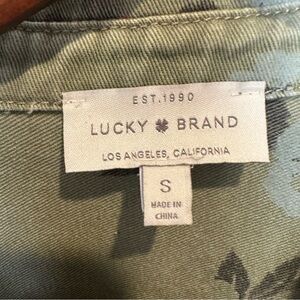 EST. 1990
LUCKY BRAND
LOS ANGELES, CALIFORNIA
S
MADE IN
CHINA